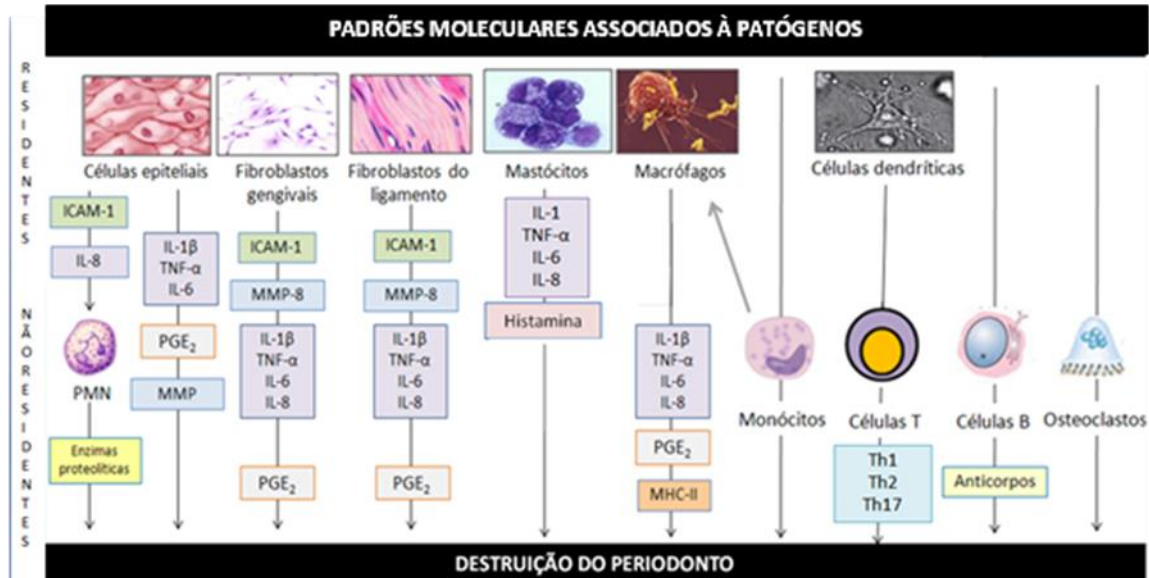 PADRÕES MOLECULARES ASSOCIADOS À PATÓGENOS
RESIDENTES
NÃO RESIDENTES
Células epiteliais
ICAM-1
IL-8
PMN
Enzimas
proteolíticas
IL-1β
TNF-α
IL-6
PGE₂
MMP
Fibroblastos
gengivais
ICAM-1
MMP-8
IL-1β
TNF-α
IL-6
IL-8
PGE₂
Fibroblastos do
ligamento
ICAM-1
MMP-8
IL-1β
TNF-α
IL-6
IL-8
PGE₂
Mastócitos
IL-1
TNF-α
IL-6
IL-8
Histamina
Macrófagos
IL-1β
TNF-α
IL-6
IL-8
PGE₂
MHC-II
Monócitos
Células dendríticas
Células T
Th1
Th2
Th17
Células B
Anticorpos
Osteoclastos
DESTRUIÇÃO DO PERIODONTO